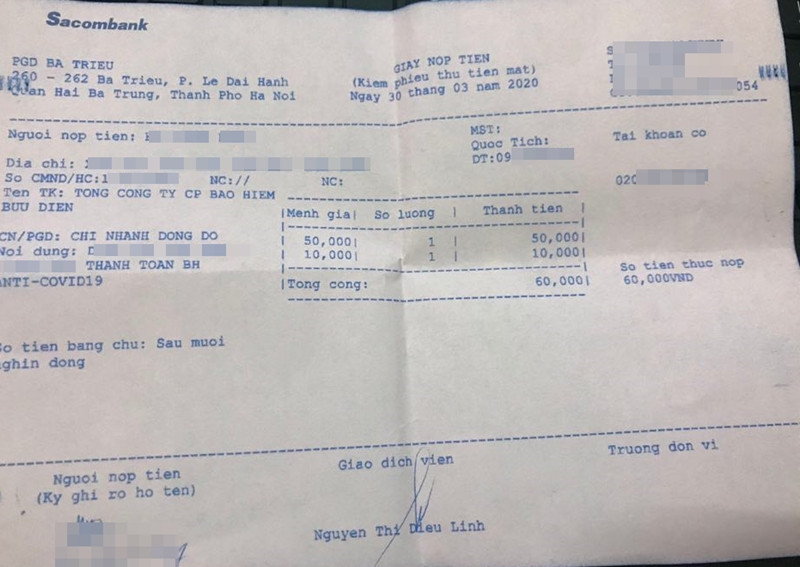 Sacombank
PGD BA TRIEU
260 - 262 Ba Trieu, P. Le Dai Hanh
Quan Hai Ba Trung, Thanh Pho Ha Noi
GIAY NOP TIEN
(Kiem phieu thu tien mat)
Ngay 30 thang 03 nam 2020
054
Nguoi nop tien:
MST:
Quoc Tich:
DT:09
Tai khoan co
020
Dia chi:
So CMND/HC:1 NC:// NC:
Ten TK: TONG CONG TY CP BAO HIEM
BUU DIEN
CN/PGD: CHI NHANH DONG DO
Noi dung: D
THANH TOAN BH
ANTI-COVID19
|Menh gia| So luong | Thanh tien |
50,000| 1 | 50,000|
10,000| 1 | 10,000|
|Tong cong: 60,000|
So tien thuc nop
60,000VND
So tien bang chu: Sau muoi
nghin dong
Nguoi nop tien
(Ky ghi ro ho ten)
Giao dich vien
Nguyen Thi Dieu Linh
Truong don vi